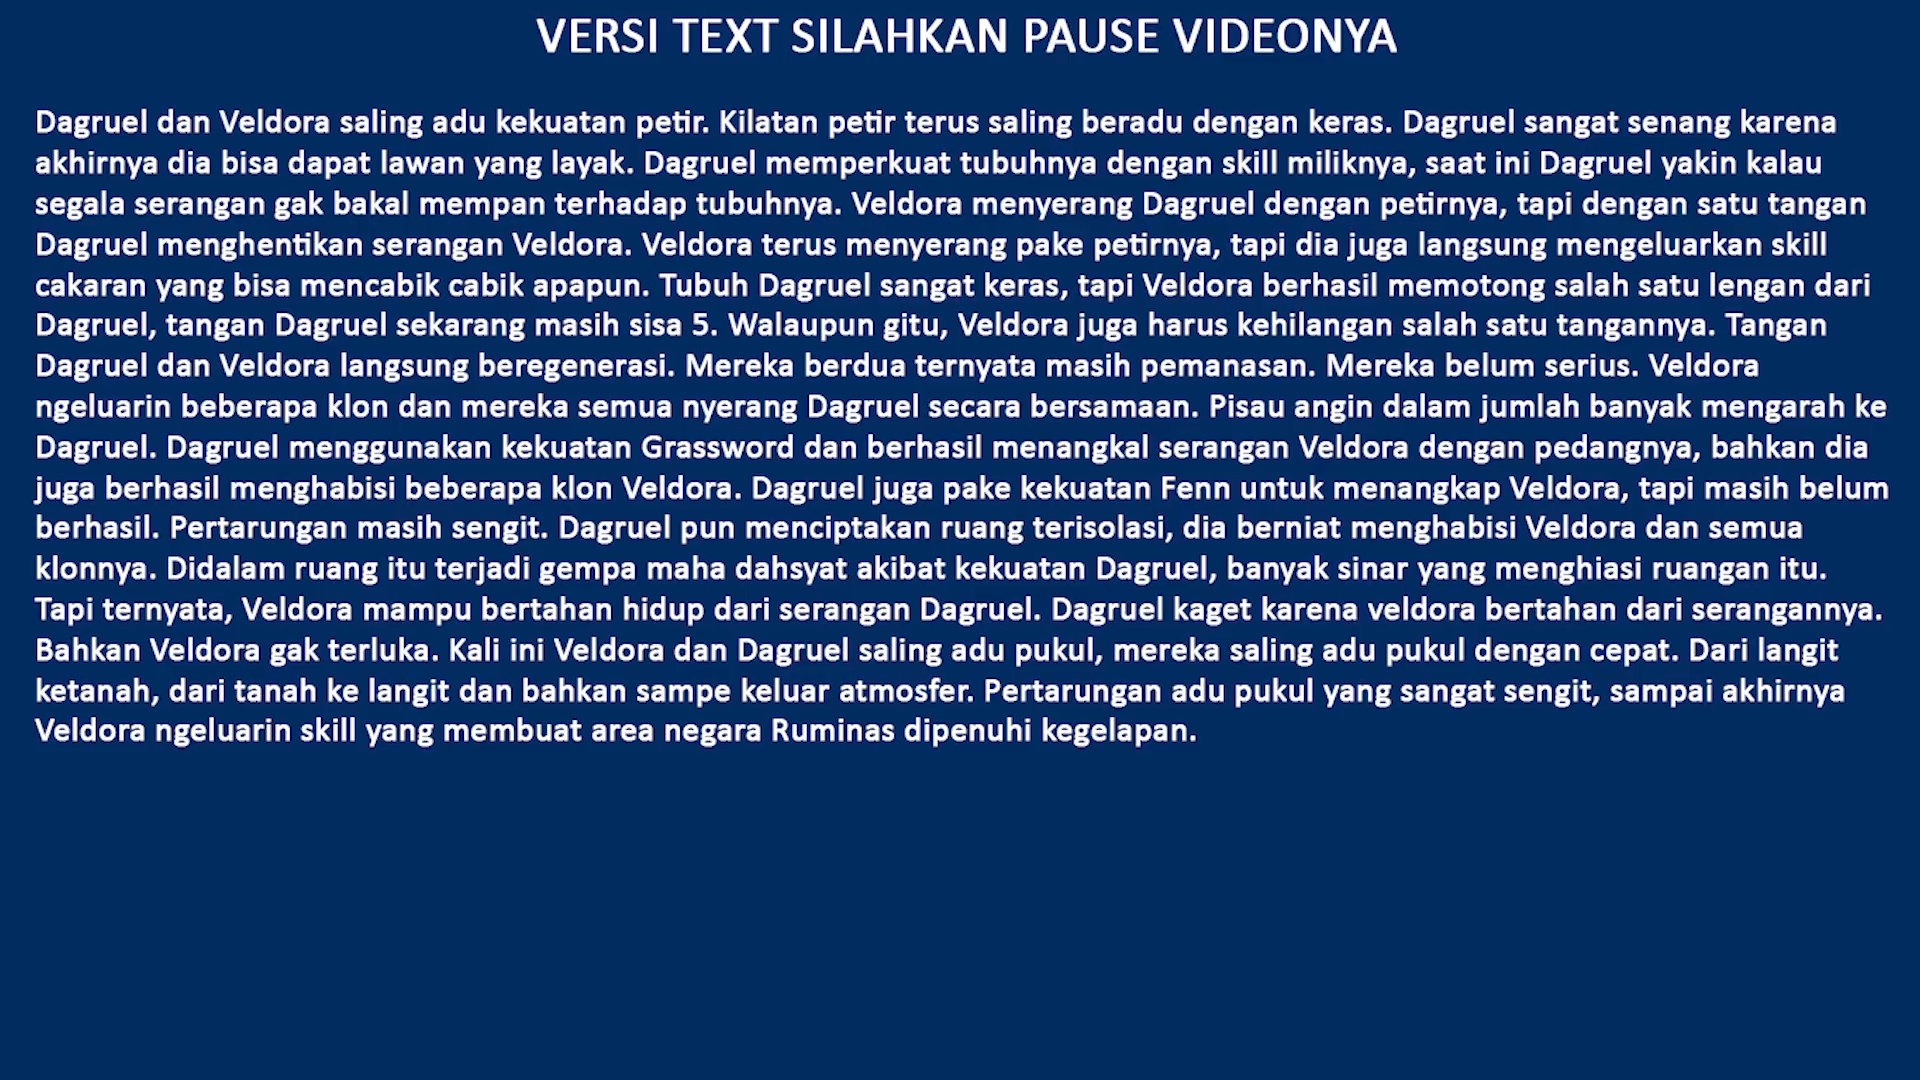 VERSI TEXT SILAHKAN PAUSE VIDEONYA
Dagruel dan Veldora saling adu kekuatan petir. Kilatan petir terus saling beradu dengan keras. Dagruel sangat senang karena
akhirnya dia bisa dapat lawan yang layak. Dagruel memperkuat tubuhnya dengan skill miliknya, saat ini Dagruel yakin kalau
segala serangan gak bakal mempan terhadap tubuhnya. Veldora menyerang Dagruel dengan petirnya, tapi dengan satu tangan
Dagruel menghentikan serangan Veldora. Veldora terus menyerang pake petirnya, tapi dia juga langsung mengeluarkan skill
cakaran yang bisa mencabik cabik apapun. Tubuh Dagruel sangat keras, tapi Veldora berhasil memotong salah satu lengan dari
Dagruel, tangan Dagruel sekarang masih sisa 5. Walaupun gitu, Veldora juga harus kehilangan salah satu tangannya. Tangan
Dagruel dan Veldora langsung beregenerasi. Mereka berdua ternyata masih pemanasan. Mereka belum serius. Veldora
ngeluarin beberapa klon dan mereka semua nyerang Dagruel secara bersamaan. Pisau angin dalam jumlah banyak mengarah ke
Dagruel. Dagruel menggunakan kekuatan Grassword dan berhasil menangkal serangan Veldora dengan pedangnya, bahkan dia
juga berhasil menghabisi beberapa klon Veldora. Dagruel juga pake kekuatan Fenn untuk menangkap Veldora, tapi masih belum
berhasil. Pertarungan masih sengit. Dagruel pun menciptakan ruang terisolasi, dia berniat menghabisi Veldora dan semua
klonnya. Didalam ruang itu terjadi gempa maha dahsyat akibat kekuatan Dagruel, banyak sinar yang menghiasi ruangan itu.
Tapi ternyata, Veldora mampu bertahan hidup dari serangan Dagruel. Dagruel kaget karena veldora bertahan dari serangannya.
Bahkan Veldora gak terluka. Kali ini Veldora dan Dagruel saling adu pukul, mereka saling adu pukul dengan cepat. Dari langit
ketanah, dari tanah ke langit dan bahkan sampe keluar atmosfer. Pertarungan adu pukul yang sangat sengit, sampai akhirnya
Veldora ngeluarin skill yang membuat area negara Ruminas dipenuhi kegelapan.